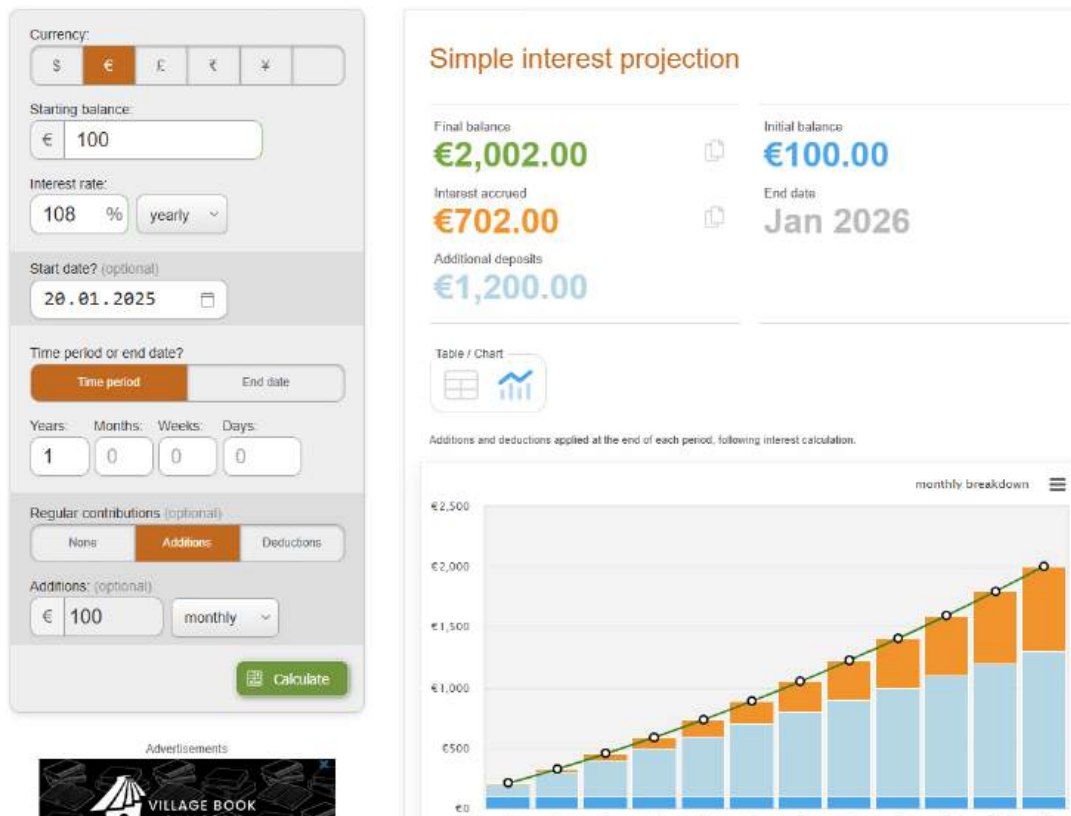 Currency:
$ € £ ₹ ¥
Starting balance:
€ 100
Interest rate:
108 % yearly
Start date? (optional)
20.01.2025
Time period or end date?
Time period End date
Years: Months: Weeks: Days:
1 0 0 0
Regular contributions (optional)
None Additions Deductions
Additions: (optional)
€ 100 monthly
Calculate
Advertisements
VILLAGE BOOK
Simple interest projection
Final balance
€2,002.00
Initial balance
€100.00
Interest accrued
€702.00
End date
Jan 2026
Additional deposits
€1,200.00
Table / Chart
Additions and deductions applied at the end of each period, following interest calculation.
monthly breakdown
€2,500
€2,000
€1,500
€1,000
€500
€0